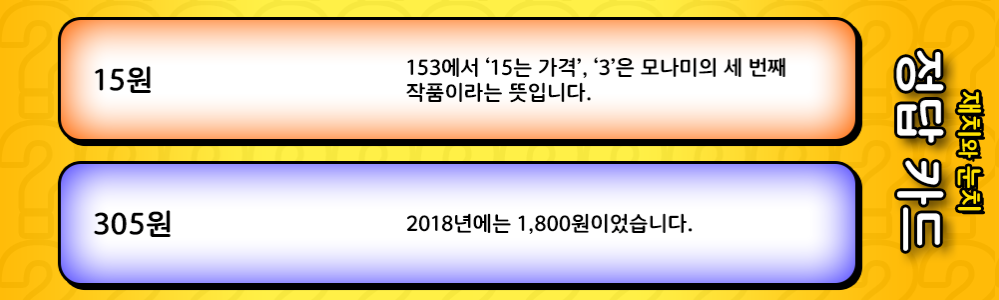 15원
153에서 ‘15는 가격’, ‘3’은 모나미의 세 번째
작품이라는 뜻입니다.
305원
2018년에는 1,800원이었습니다.
재치와 눈치
정답 카드